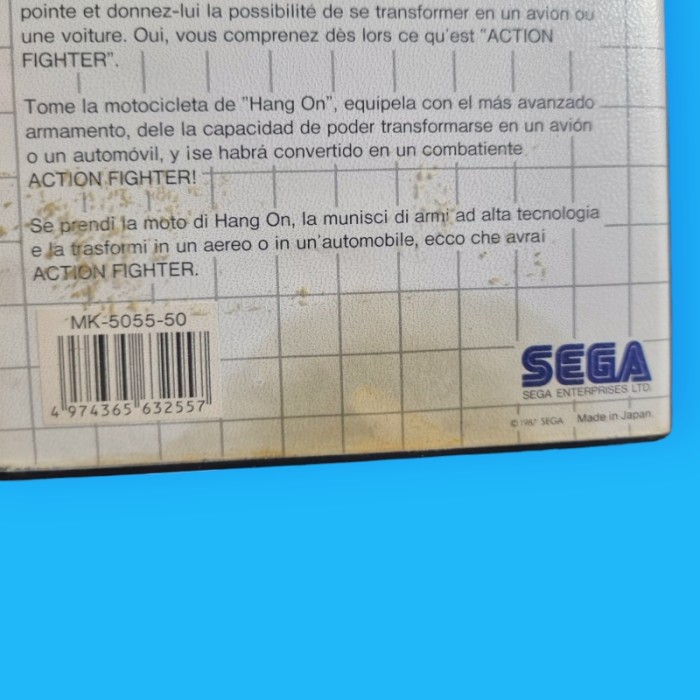 pointe et donnez-lui la possibilité de se transformer en un avion ou
une voiture. Oui, vous comprenez dès lors ce qu'est "ACTION
FIGHTER".
Tome la motocicleta de "Hang On", equipela con el más avanzado
armamento, dele la capacidad de poder transformarse en un avión
o un automóvil, y ¡se habrá convertido en un combatiente
ACTION FIGHTER!
Se prendi la moto di Hang On, la munisci di armi ad alta tecnologia
e la trasformi in un aereo o in un'automobile, ecco che avrai
ACTION FIGHTER.
MK-5055-50
4 974365 632557
SEGA
SEGA ENTERPRISES LTD.
© 1987 SEGA Made in Japan.